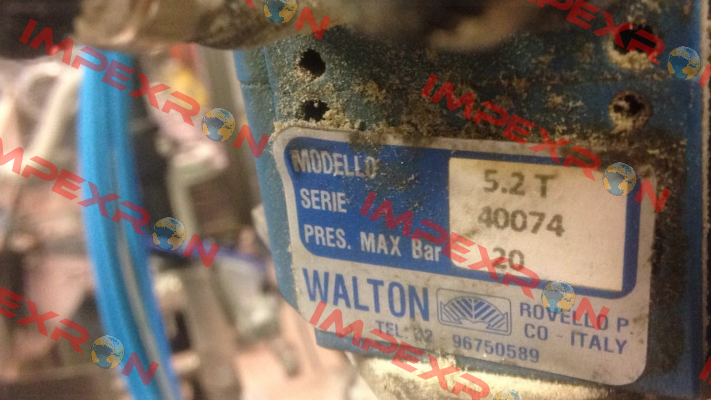 IMPEXRON
MODELLO 5.2 T
SERIE 40074
PRES. MAX Bar 20
WALTON ROVELLO P.
CO - ITALY
TEL. 02 96750589